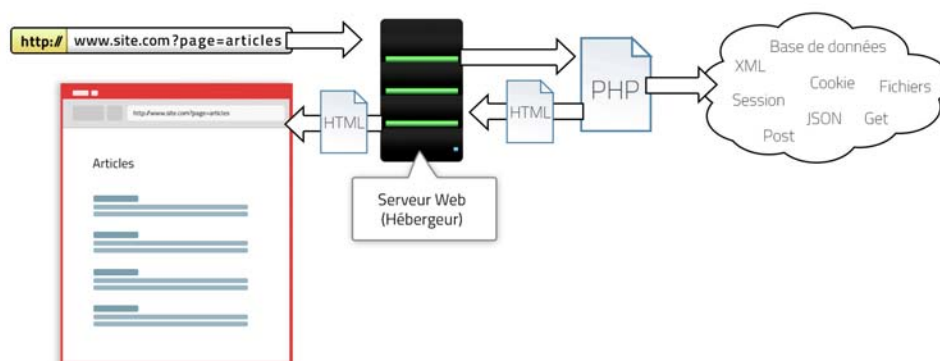 http:// www.site.com?page=articles
HTML
HTML
PHP
Base de données
XML
Cookie
Fichiers
Session
JSON
Get
Post
http://www.site.com?page=articles
Articles
Serveur Web
(Hébergeur)